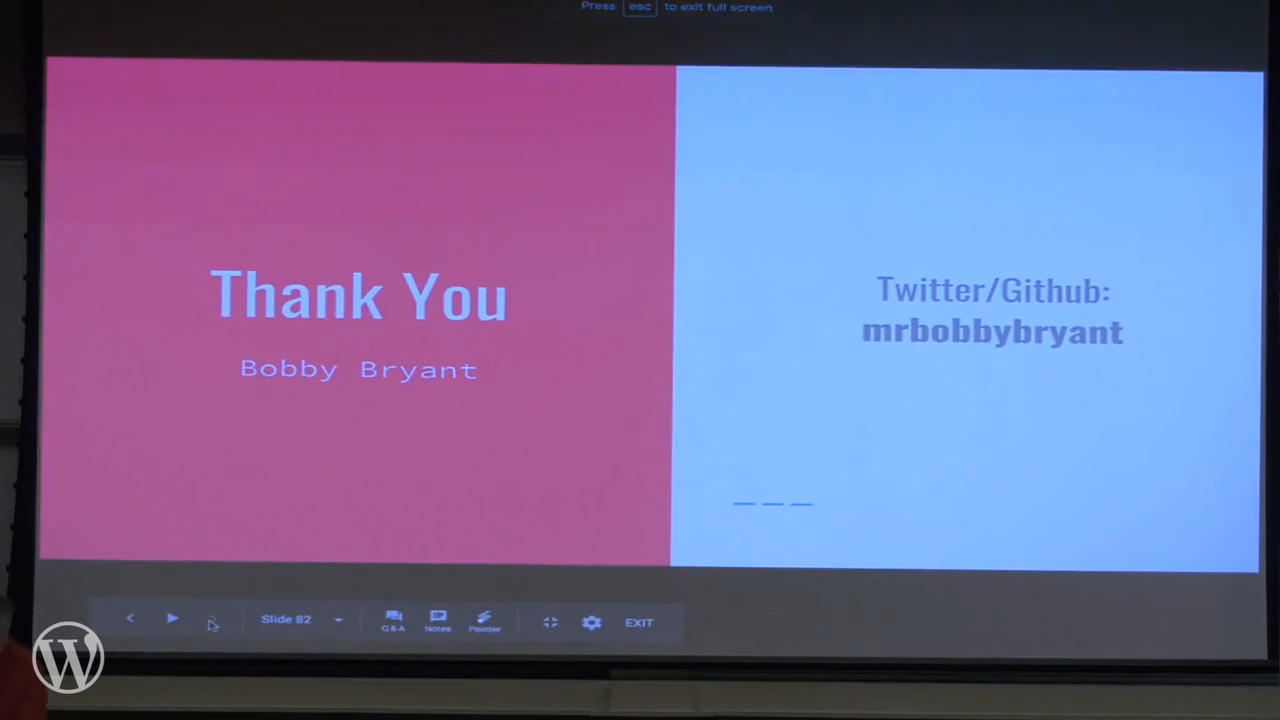 Press esc to exit full screen
Thank You
Bobby Bryant
Twitter/Github:
mrbobbybryant
Slide 82
Q&A
Notes
Pointer
EXIT